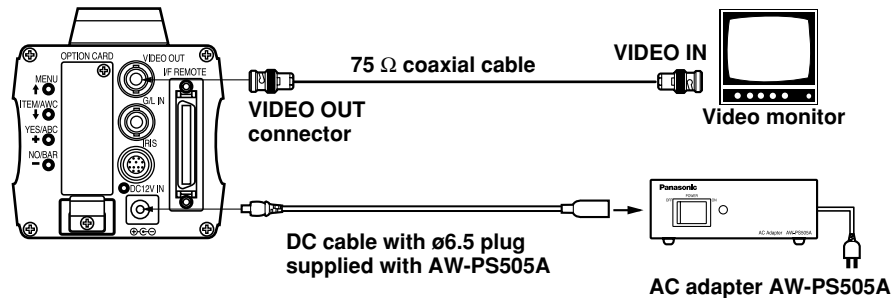 OPTION CARD
VIDEO OUT
I/F REMOTE
MENU
G/L IN
ITEM/AWC
YES/ABC
+
IRIS
NO/BAR
–
DC12V IN
75 Ω coaxial cable
VIDEO OUT
connector
VIDEO IN
Video monitor
DC cable with ø6.5 plug
supplied with AW-PS505A
Panasonic
POWER
OFF
ON
AC Adapter AW-PS505A
AC adapter AW-PS505A